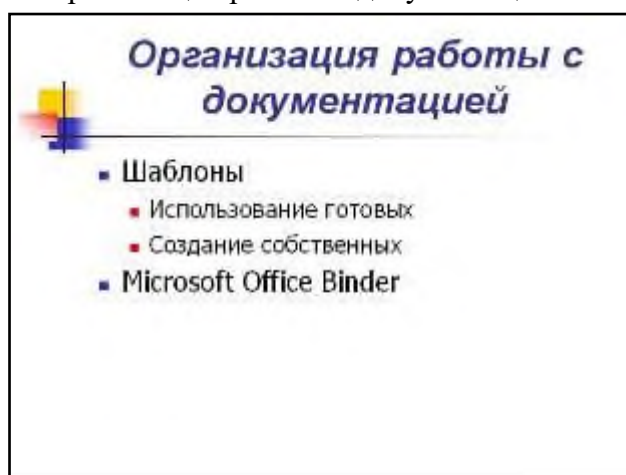 Организация работы с
документацией
Шаблоны
Использование готовых
Создание собственных
Microsoft Office Binder